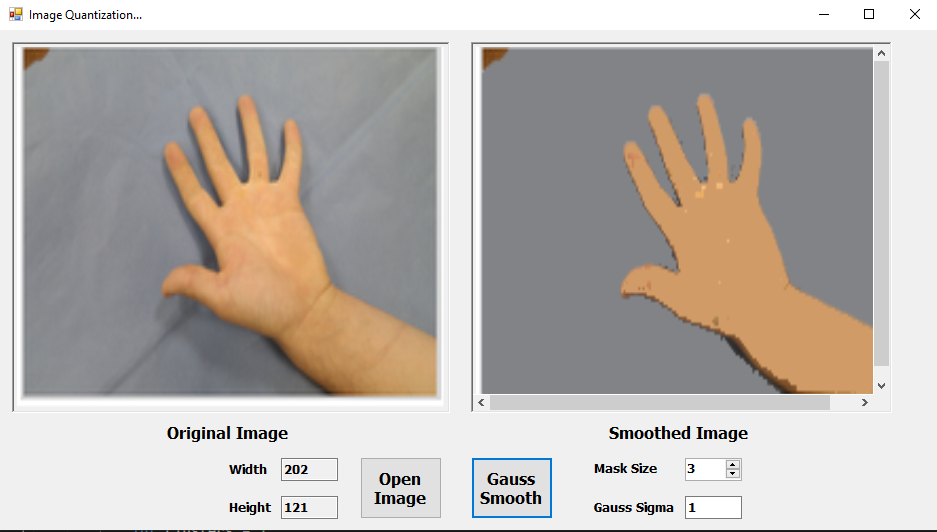 Image Quantization...
Original Image
Smoothed Image
Width 202
Height 121
Open
Image
Gauss
Smooth
Mask Size 3
Gauss Sigma 1